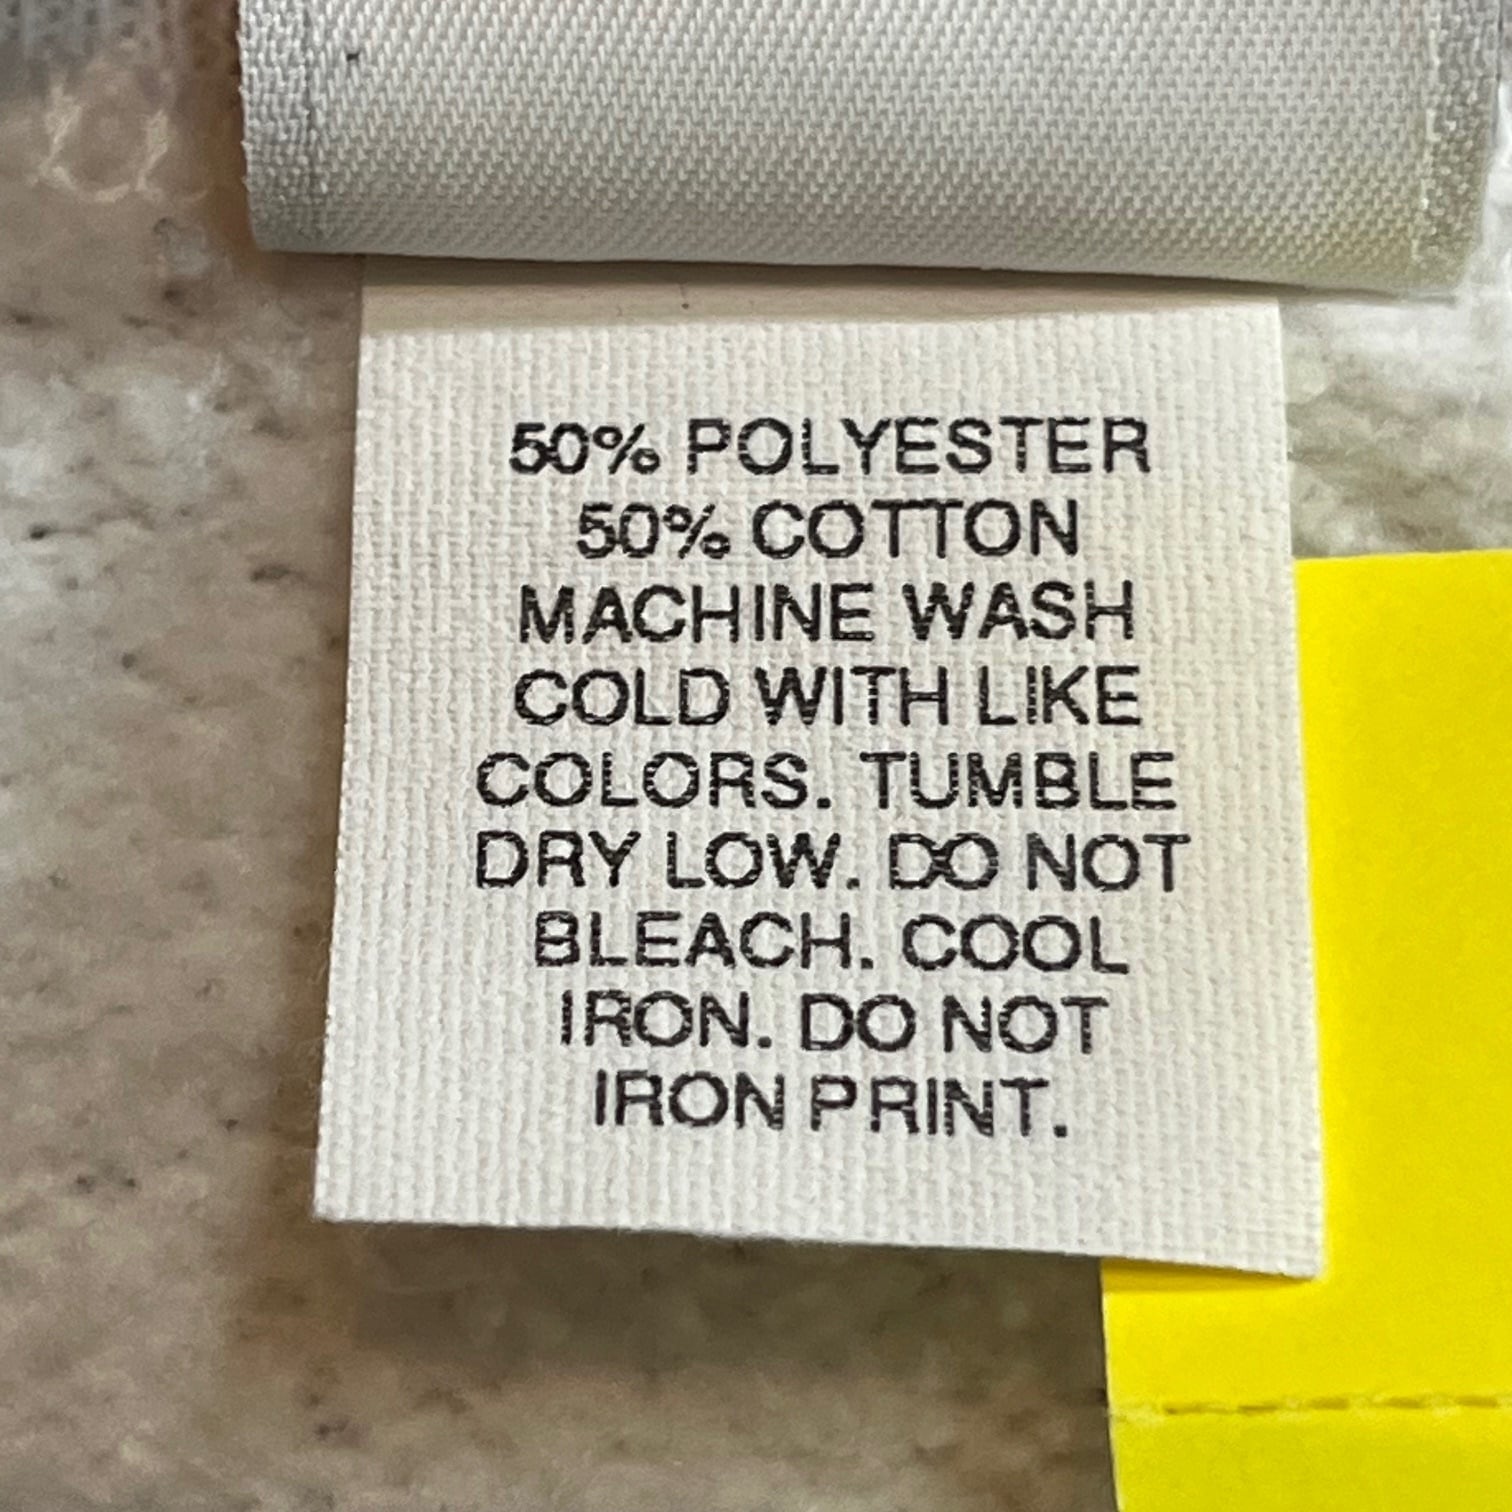 50% POLYESTER
50% COTTON
MACHINE WASH
COLD WITH LIKE
COLORS. TUMBLE
DRY LOW. DO NOT
BLEACH. COOL
IRON. DO NOT
IRON PRINT.